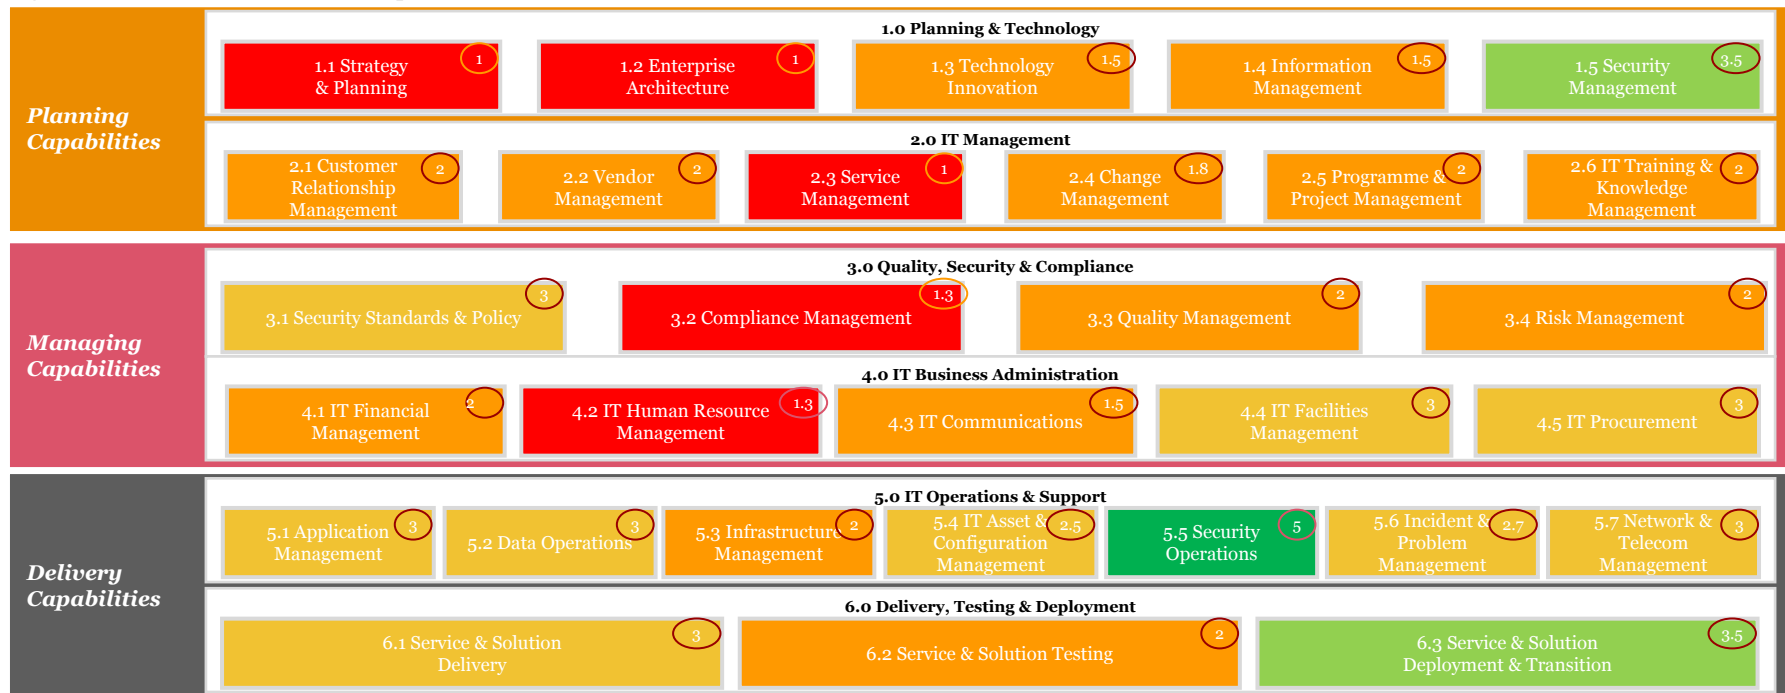 Planning
Capabilities
1.0 Planning & Technology
1.1 Strategy
& Planning
1
1.2 Enterprise
Architecture
1
1.3 Technology
Innovation
1.5
1.4 Information
Management
1.5
1.5 Security
Management
3.5
2.0 IT Management
2.1 Customer
Relationship
Management
2
2.2 Vendor
Management
2
2.3 Service
Management
1
2.4 Change
Management
1.8
2.5 Programme &
Project Management
2
2.6 IT Training &
Knowledge
Management
2
Managing
Capabilities
3.0 Quality, Security & Compliance
3.1 Security Standards & Policy
3
3.2 Compliance Management
1.3
3.3 Quality Management
2
3.4 Risk Management
2
4.0 IT Business Administration
4.1 IT Financial
Management
2
4.2 IT Human Resource
Management
1.3
4.3 IT Communications
1.5
4.4 IT Facilities
Management
3
4.5 IT Procurement
3
Delivery
Capabilities
5.0 IT Operations & Support
5.1 Application
Management
3
5.2 Data Operations
3
5.3 Infrastructure
Management
2
5.4 IT Asset &
Configuration
Management
2.5
5.5 Security
Operations
5
5.6 Incident &
Problem
Management
2.7
5.7 Network &
Telecom
Management
3
6.0 Delivery, Testing & Deployment
6.1 Service & Solution
Delivery
3
6.2 Service & Solution Testing
2
6.3 Service & Solution
Deployment & Transition
3.5